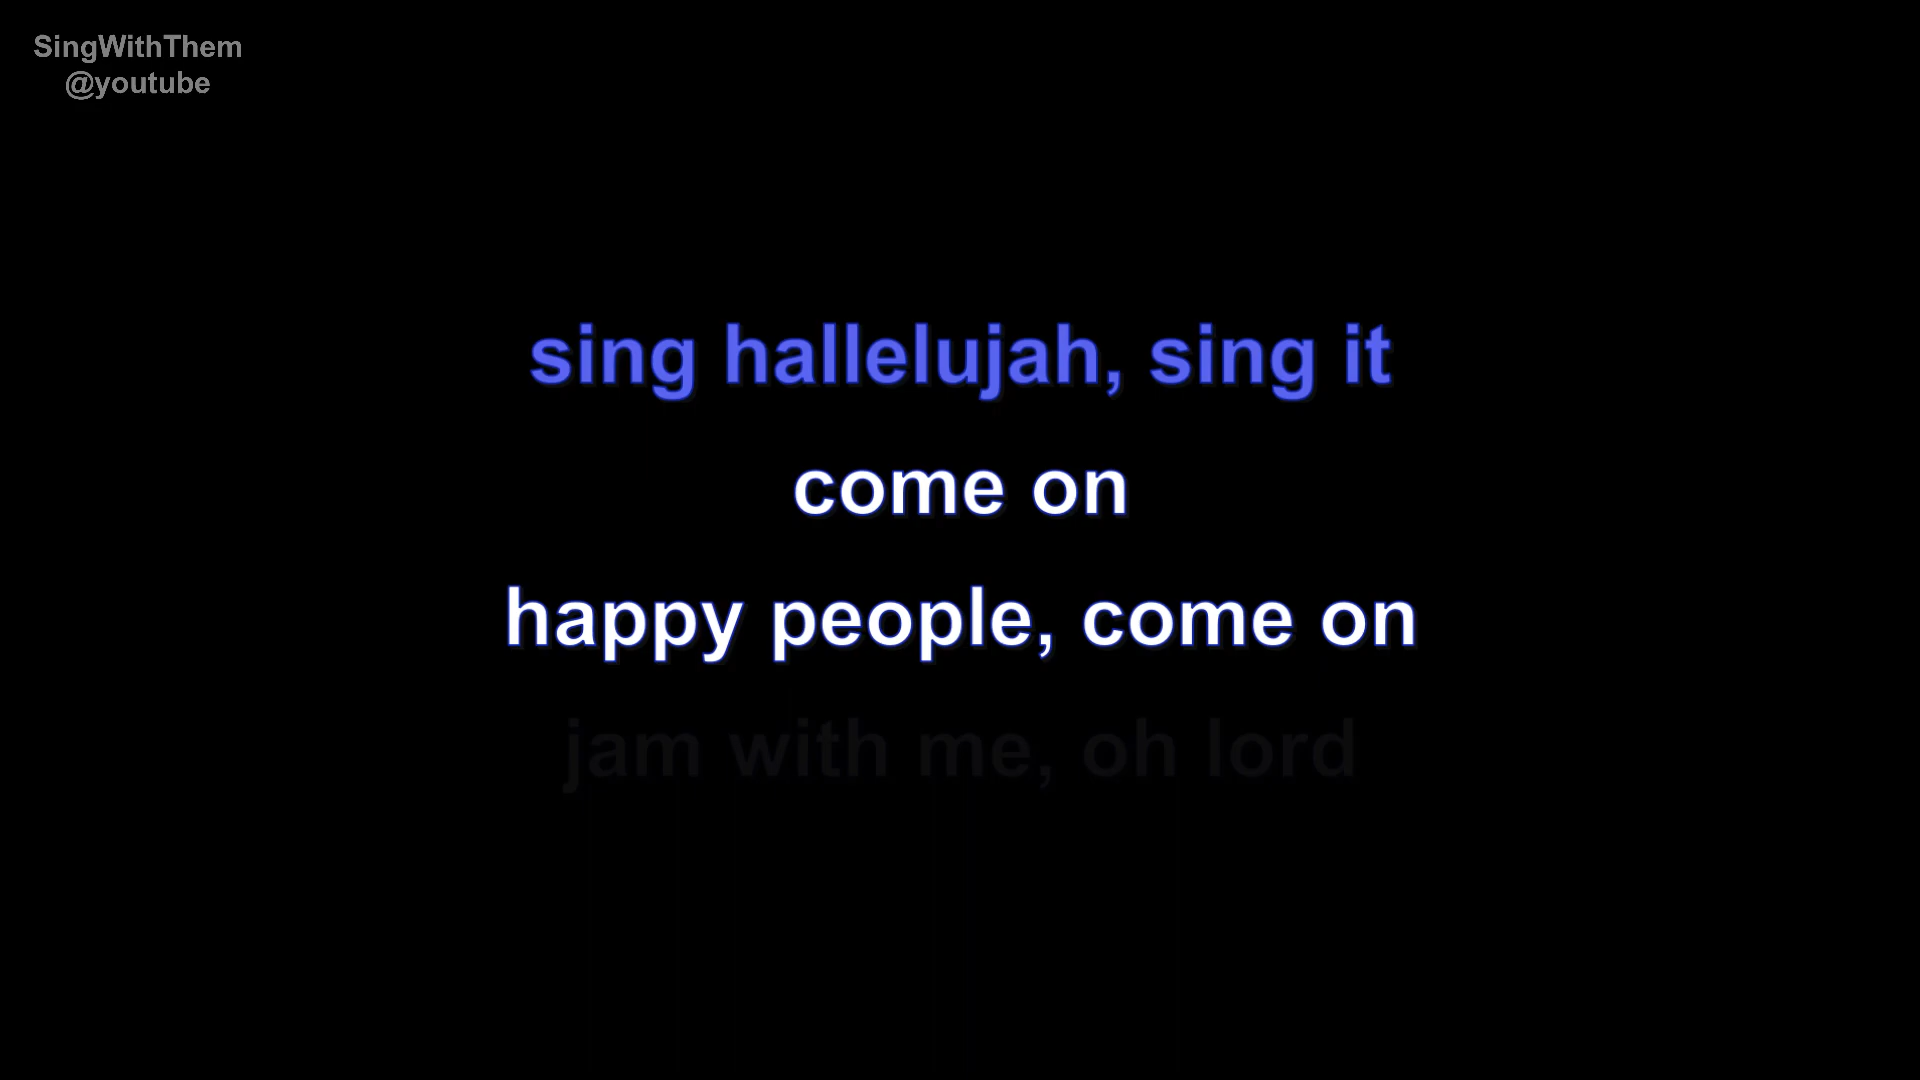 SingWithThem
@youtube
sing hallelujah, sing it
come on
happy people, come on
jam with me, oh lord